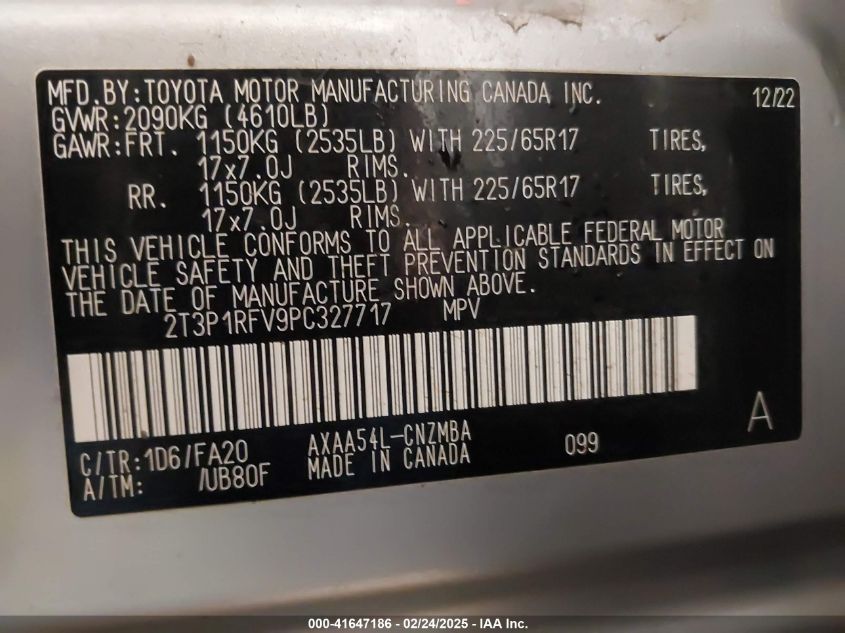 MFD.BY:TOYOTA MOTOR MANUFACTURING CANADA INC. 12/22
GVWR:2090KG (4610LB)
GAWR:FRT. 1150KG (2535LB) WITH 225/65R17 TIRES,
17x7.0J RIMS.
RR. 1150KG (2535LB) WITH 225/65R17 TIRES,
17x7.0J RIMS.
THIS VEHICLE CONFORMS TO ALL APPLICABLE FEDERAL MOTOR
VEHICLE SAFETY AND THEFT PREVENTION STANDARDS IN EFFECT ON
THE DATE OF MANUFACTURE SHOWN ABOVE.
2T3P1RFV9PC327717 MPV
A
C/TR:1D6/FA20 AXAA54L-CNZMBA 099
A/TM: /UB80F MADE IN CANADA
000-41647186 - 02/24/2025 - IAA Inc.